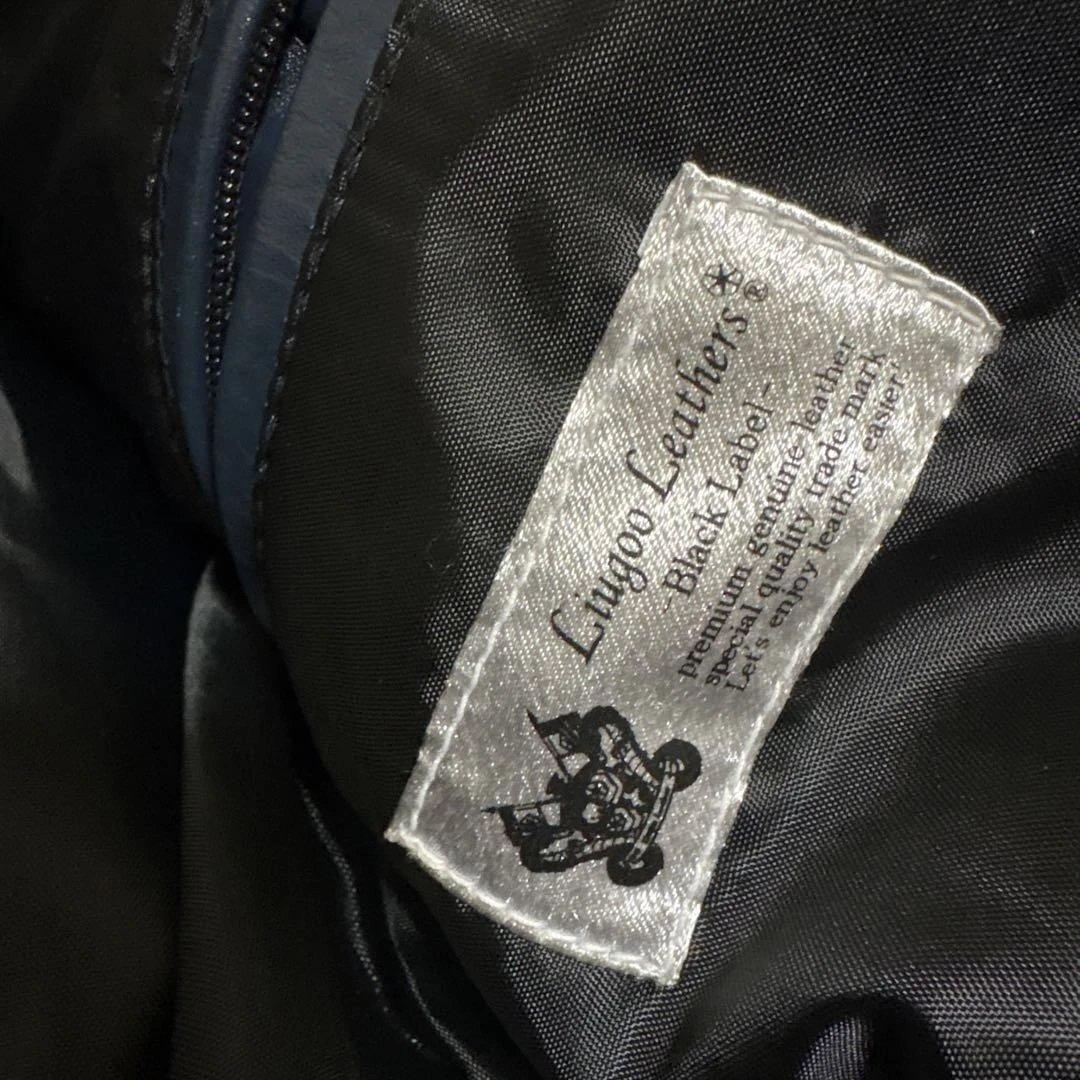 Liugoo Leathers*®
-Black Label-
premium genuine leather
special quality trade-mark
Let's enjoy leather easier!